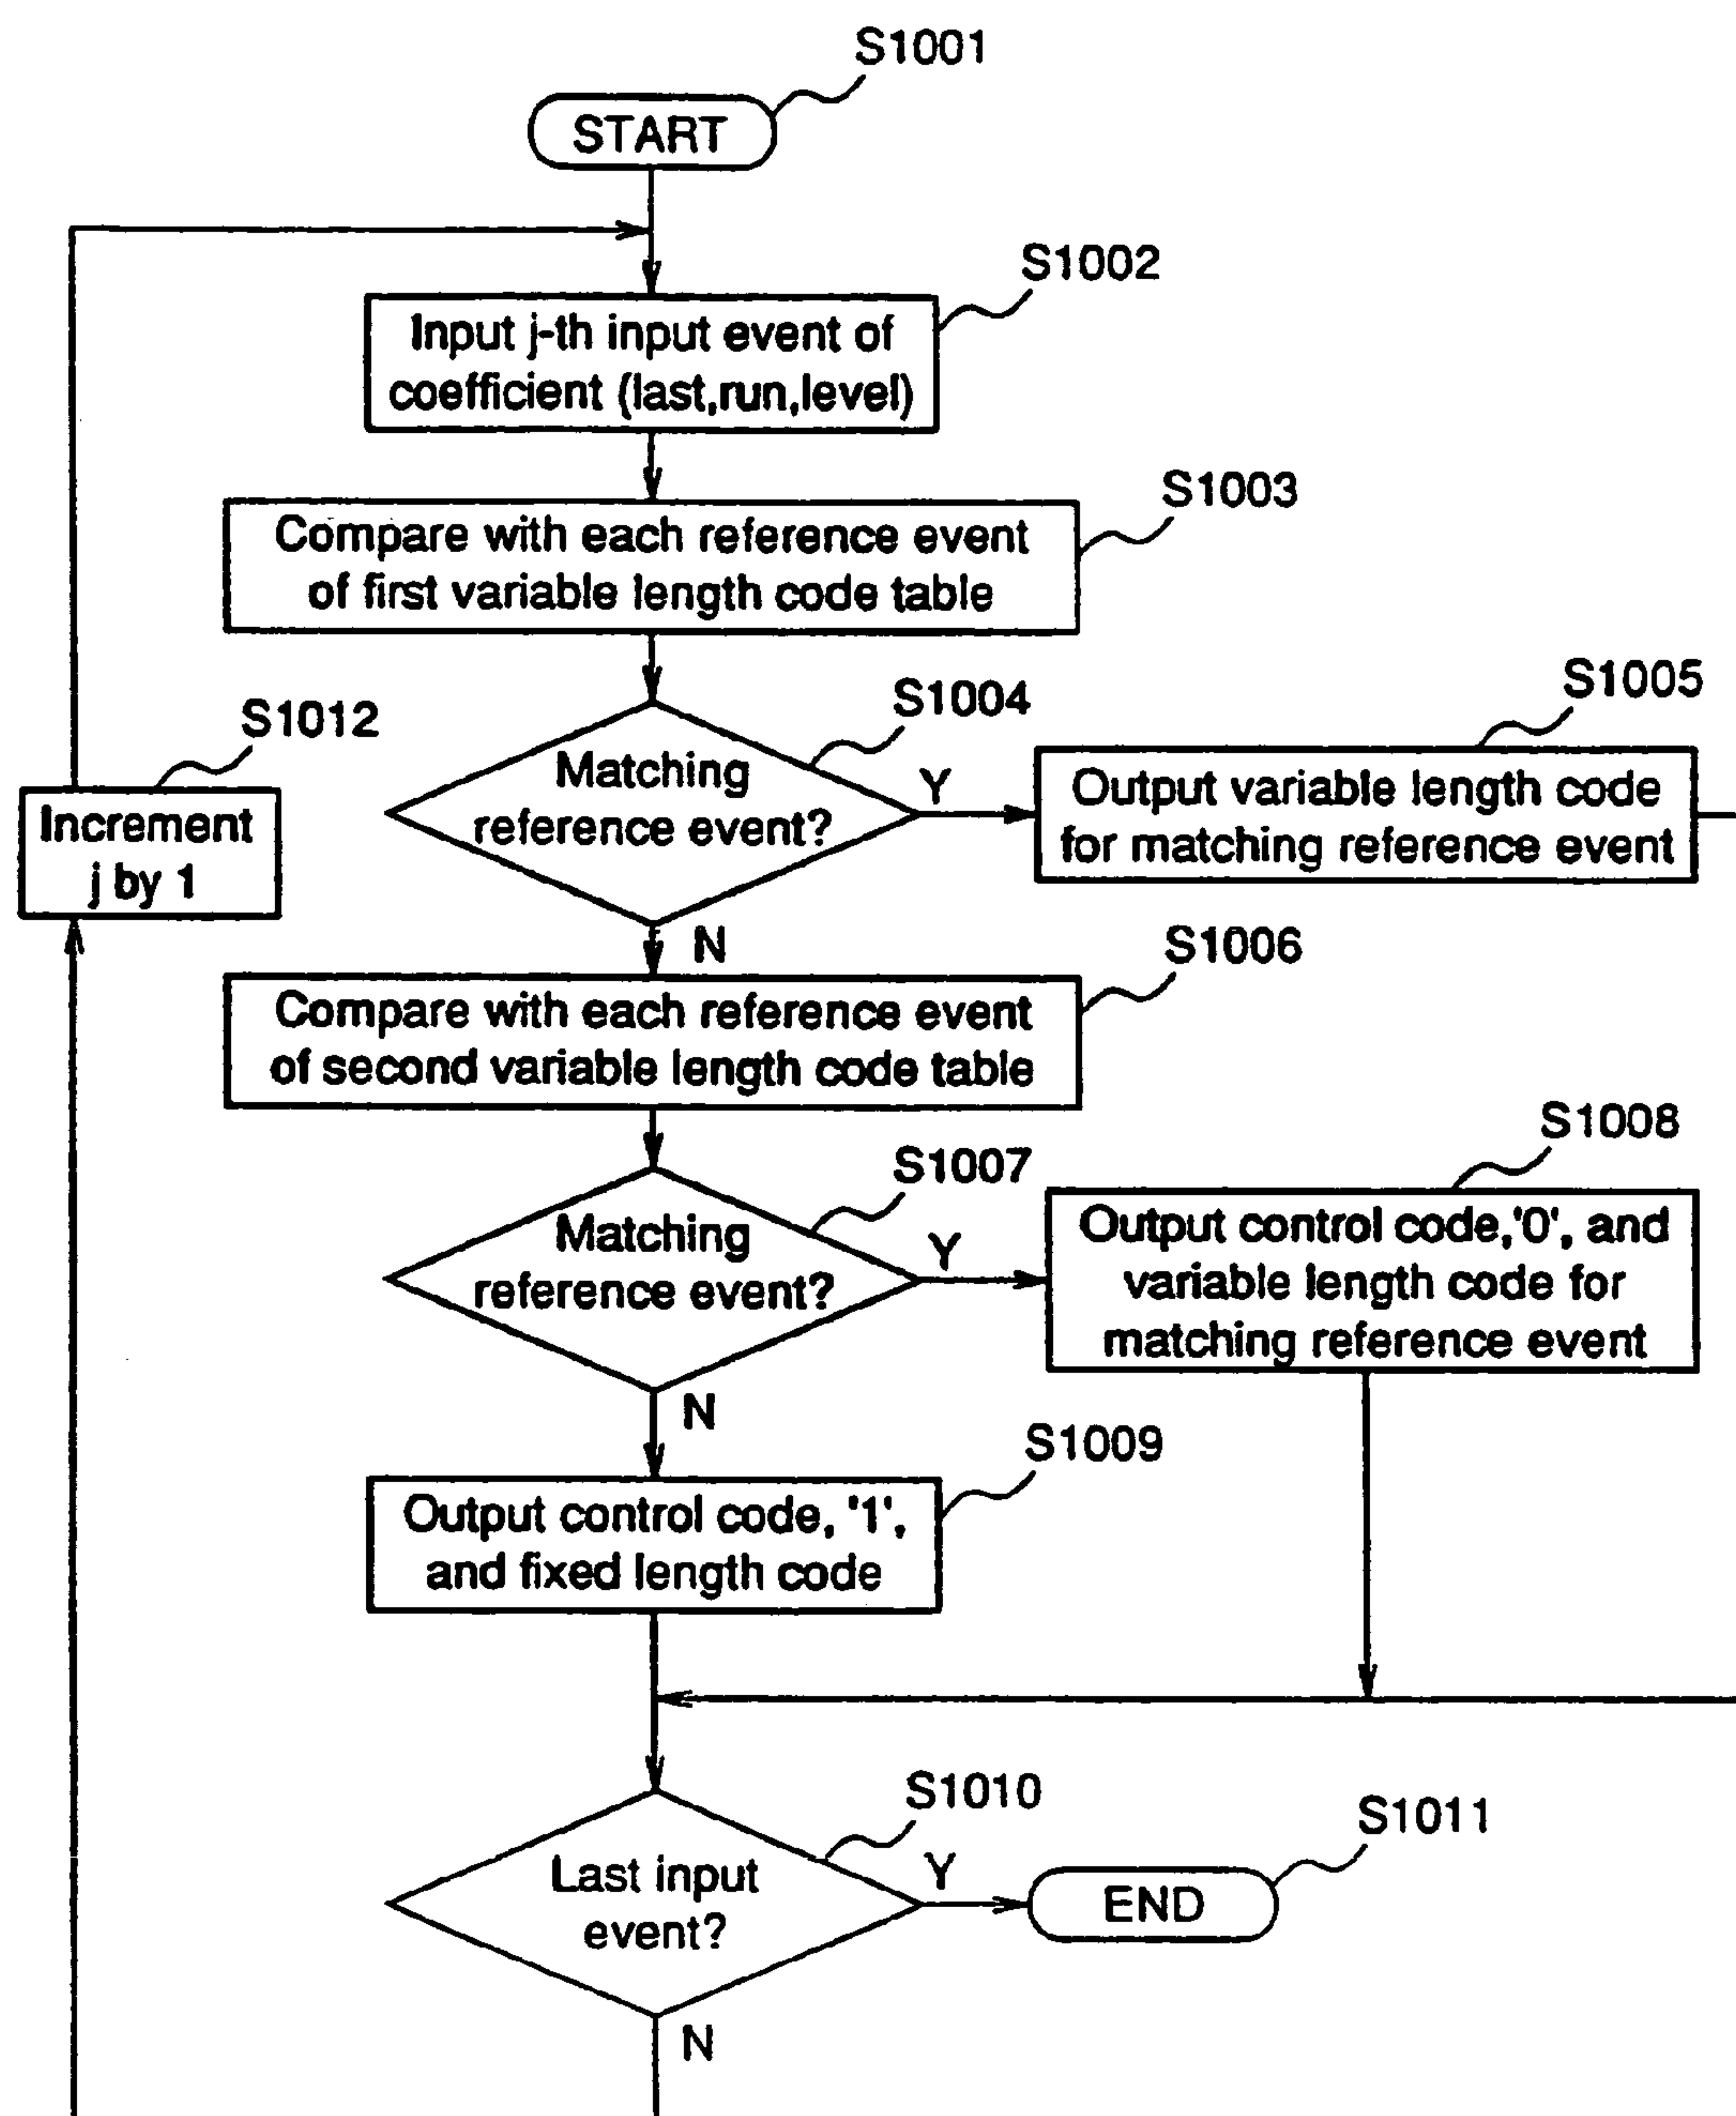 S1001
START
S1002
Input j-th input event of
coefficient (last,run,level)
S1003
Compare with each reference event
of first variable length code table
S1004
Matching
reference event?
Y
S1005
Output variable length code
for matching reference event
S1012
Increment
j by 1
N
S1006
Compare with each reference event
of second variable length code table
S1007
Matching
reference event?
Y
S1008
Output control code,'0', and
variable length code for
matching reference event
N
S1009
Output control code, '1',
and fixed length code
S1010
Last input
event?
Y
S1011
END
N